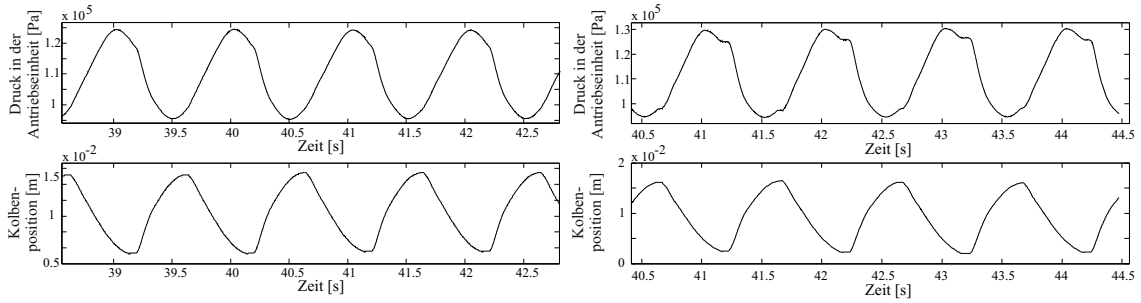 x 10⁵
Druck in der
Antriebseinheit [Pa]
1.2
1.1
1
39 39.5 40 40.5 41 41.5 42 42.5
Zeit [s]
x 10⁻²
Kolben-
position [m]
1.5
1
0.5
39 39.5 40 40.5 41 41.5 42 42.5
Zeit [s]
x 10⁵
Druck in der
Antriebseinheit [Pa]
1.3
1.2
1.1
1
40.5 41 41.5 42 42.5 43 43.5 44 44.5
Zeit [s]
x 10⁻²
Kolben-
position [m]
2
1
0
40.5 41 41.5 42 42.5 43 43.5 44 44.5
Zeit [s]